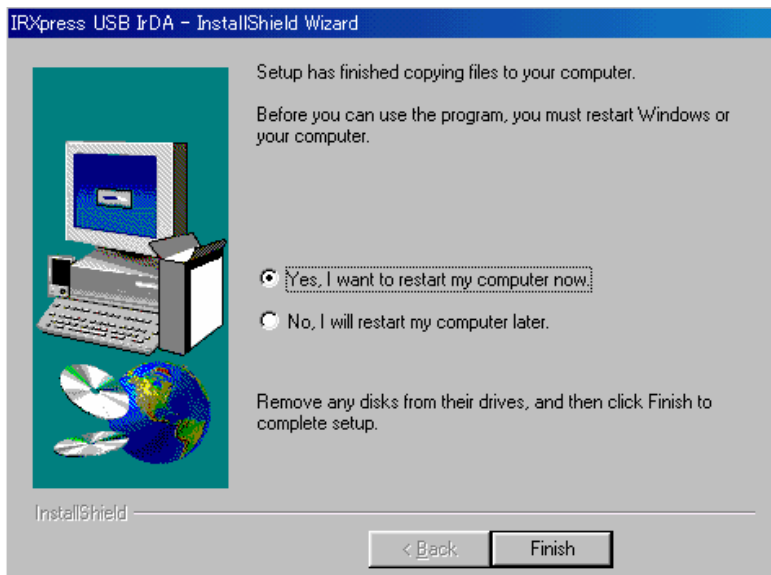 IRXpress USB IrDA - InstallShield Wizard
Setup has finished copying files to your computer.
Before you can use the program, you must restart Windows or
your computer.
Yes, I want to restart my computer now.
No, I will restart my computer later.
Remove any disks from their drives, and then click Finish to
complete setup.
InstallShield
< Back
Finish